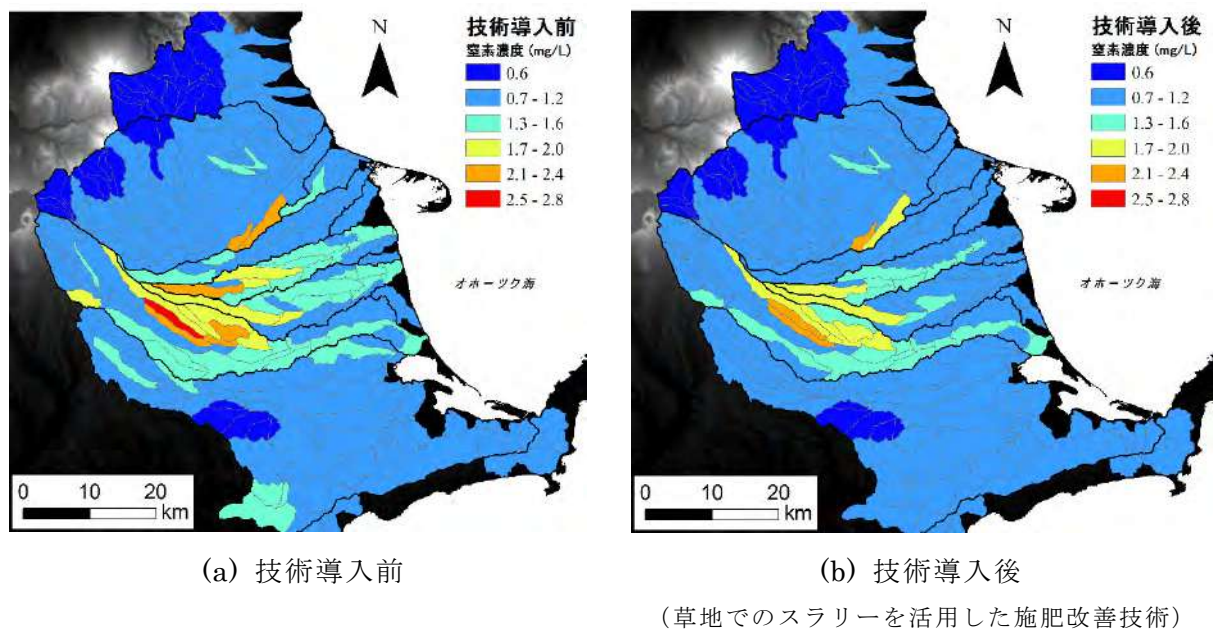 N
技術導入前
窒素濃度 (mg/L)
0.6
0.7 - 1.2
1.3 - 1.6
1.7 - 2.0
2.1 - 2.4
2.5 - 2.8
オホーツク海
0 10 20
km
(a) 技術導入前
N
技術導入後
窒素濃度 (mg/L)
0.6
0.7 - 1.2
1.3 - 1.6
1.7 - 2.0
2.1 - 2.4
2.5 - 2.8
オホーツク海
0 10 20
km
(b) 技術導入後
（草地でのスラリーを活用した施肥改善技術）